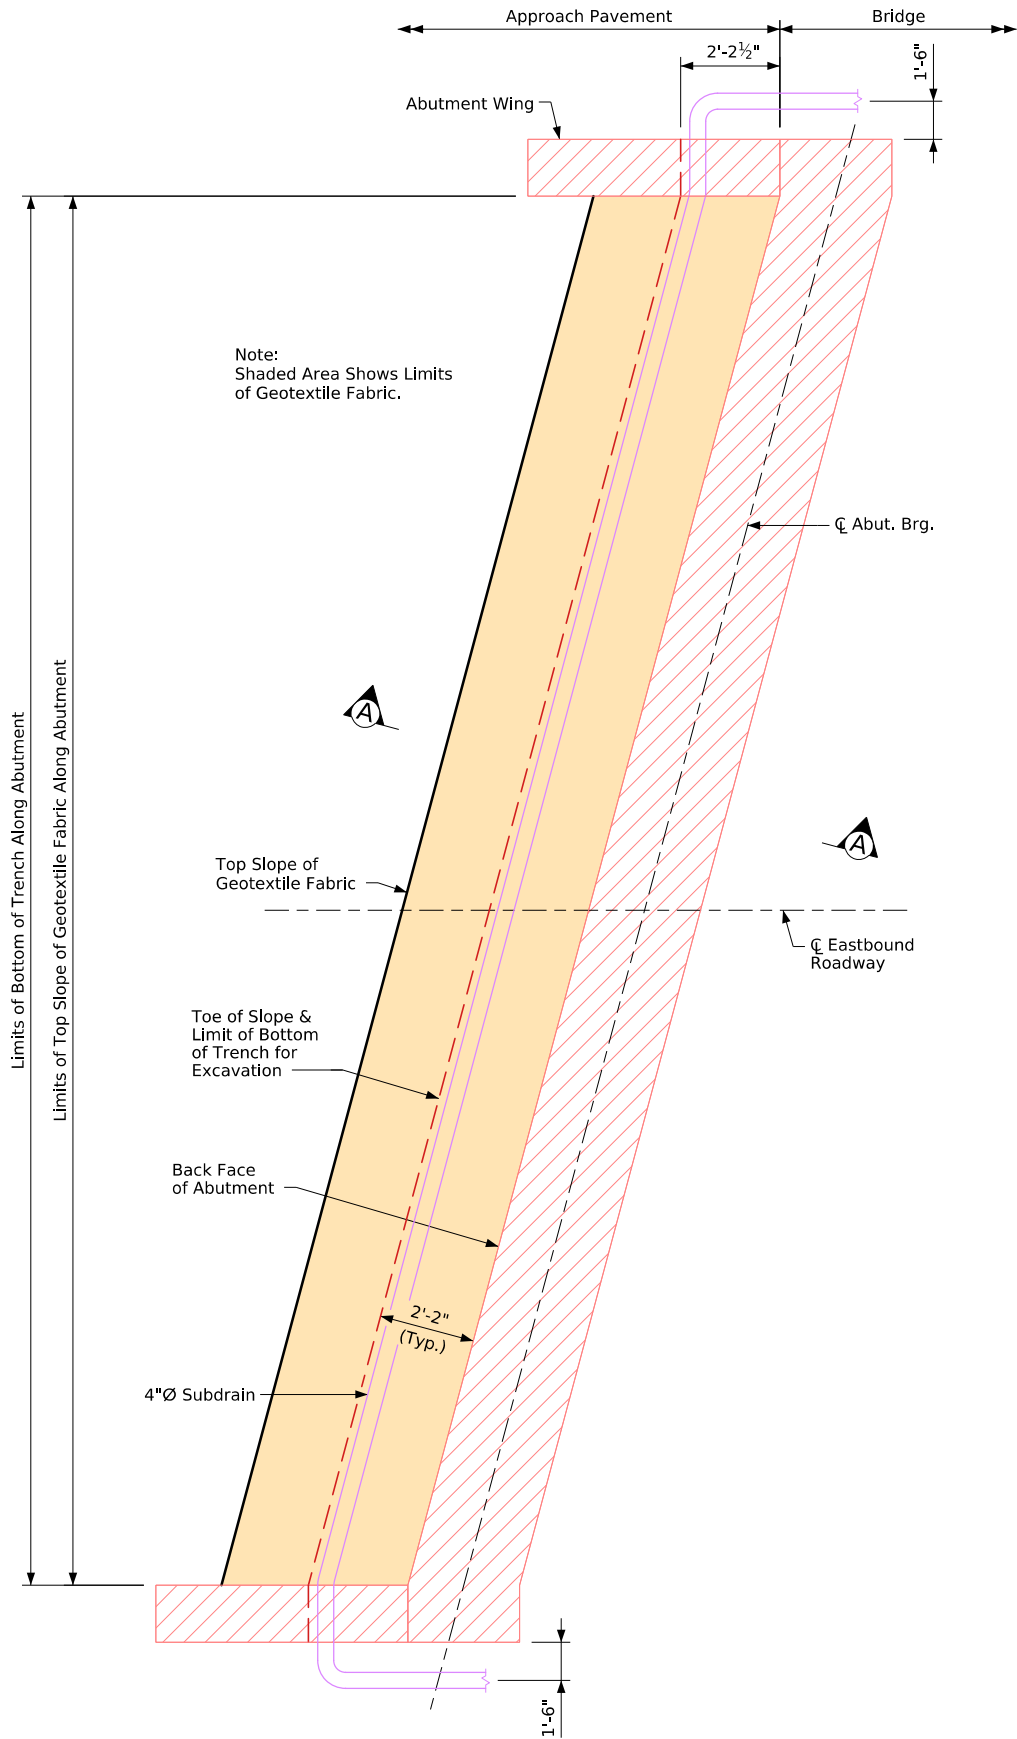 Approach Pavement
Bridge
2'-2½"
1'-6"
Abutment Wing
Note:
Shaded Area Shows Limits
of Geotextile Fabric.
℄ Abut. Brg.
Limits of Bottom of Trench Along Abutment
Limits of Top Slope of Geotextile Fabric Along Abutment
A
A
Top Slope of
Geotextile Fabric
℄ Eastbound
Roadway
Toe of Slope &
Limit of Bottom
of Trench for
Excavation
Back Face
of Abutment
2'-2"
(Typ.)
4"Ø Subdrain
1'-6"